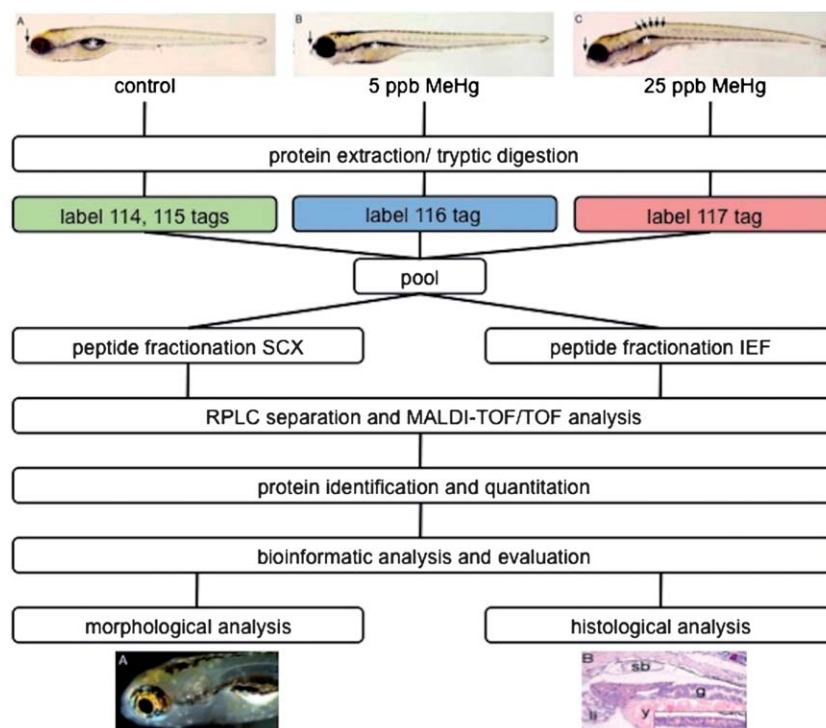 A
B
C
control
5 ppb MeHg
25 ppb MeHg
protein extraction/ tryptic digestion
label 114, 115 tags
label 116 tag
label 117 tag
pool
peptide fractionation SCX
peptide fractionation IEF
RPLC separation and MALDI-TOF/TOF analysis
protein identification and quantitation
bioinformatic analysis and evaluation
morphological analysis
histological analysis
A
B
sb
g
li
y